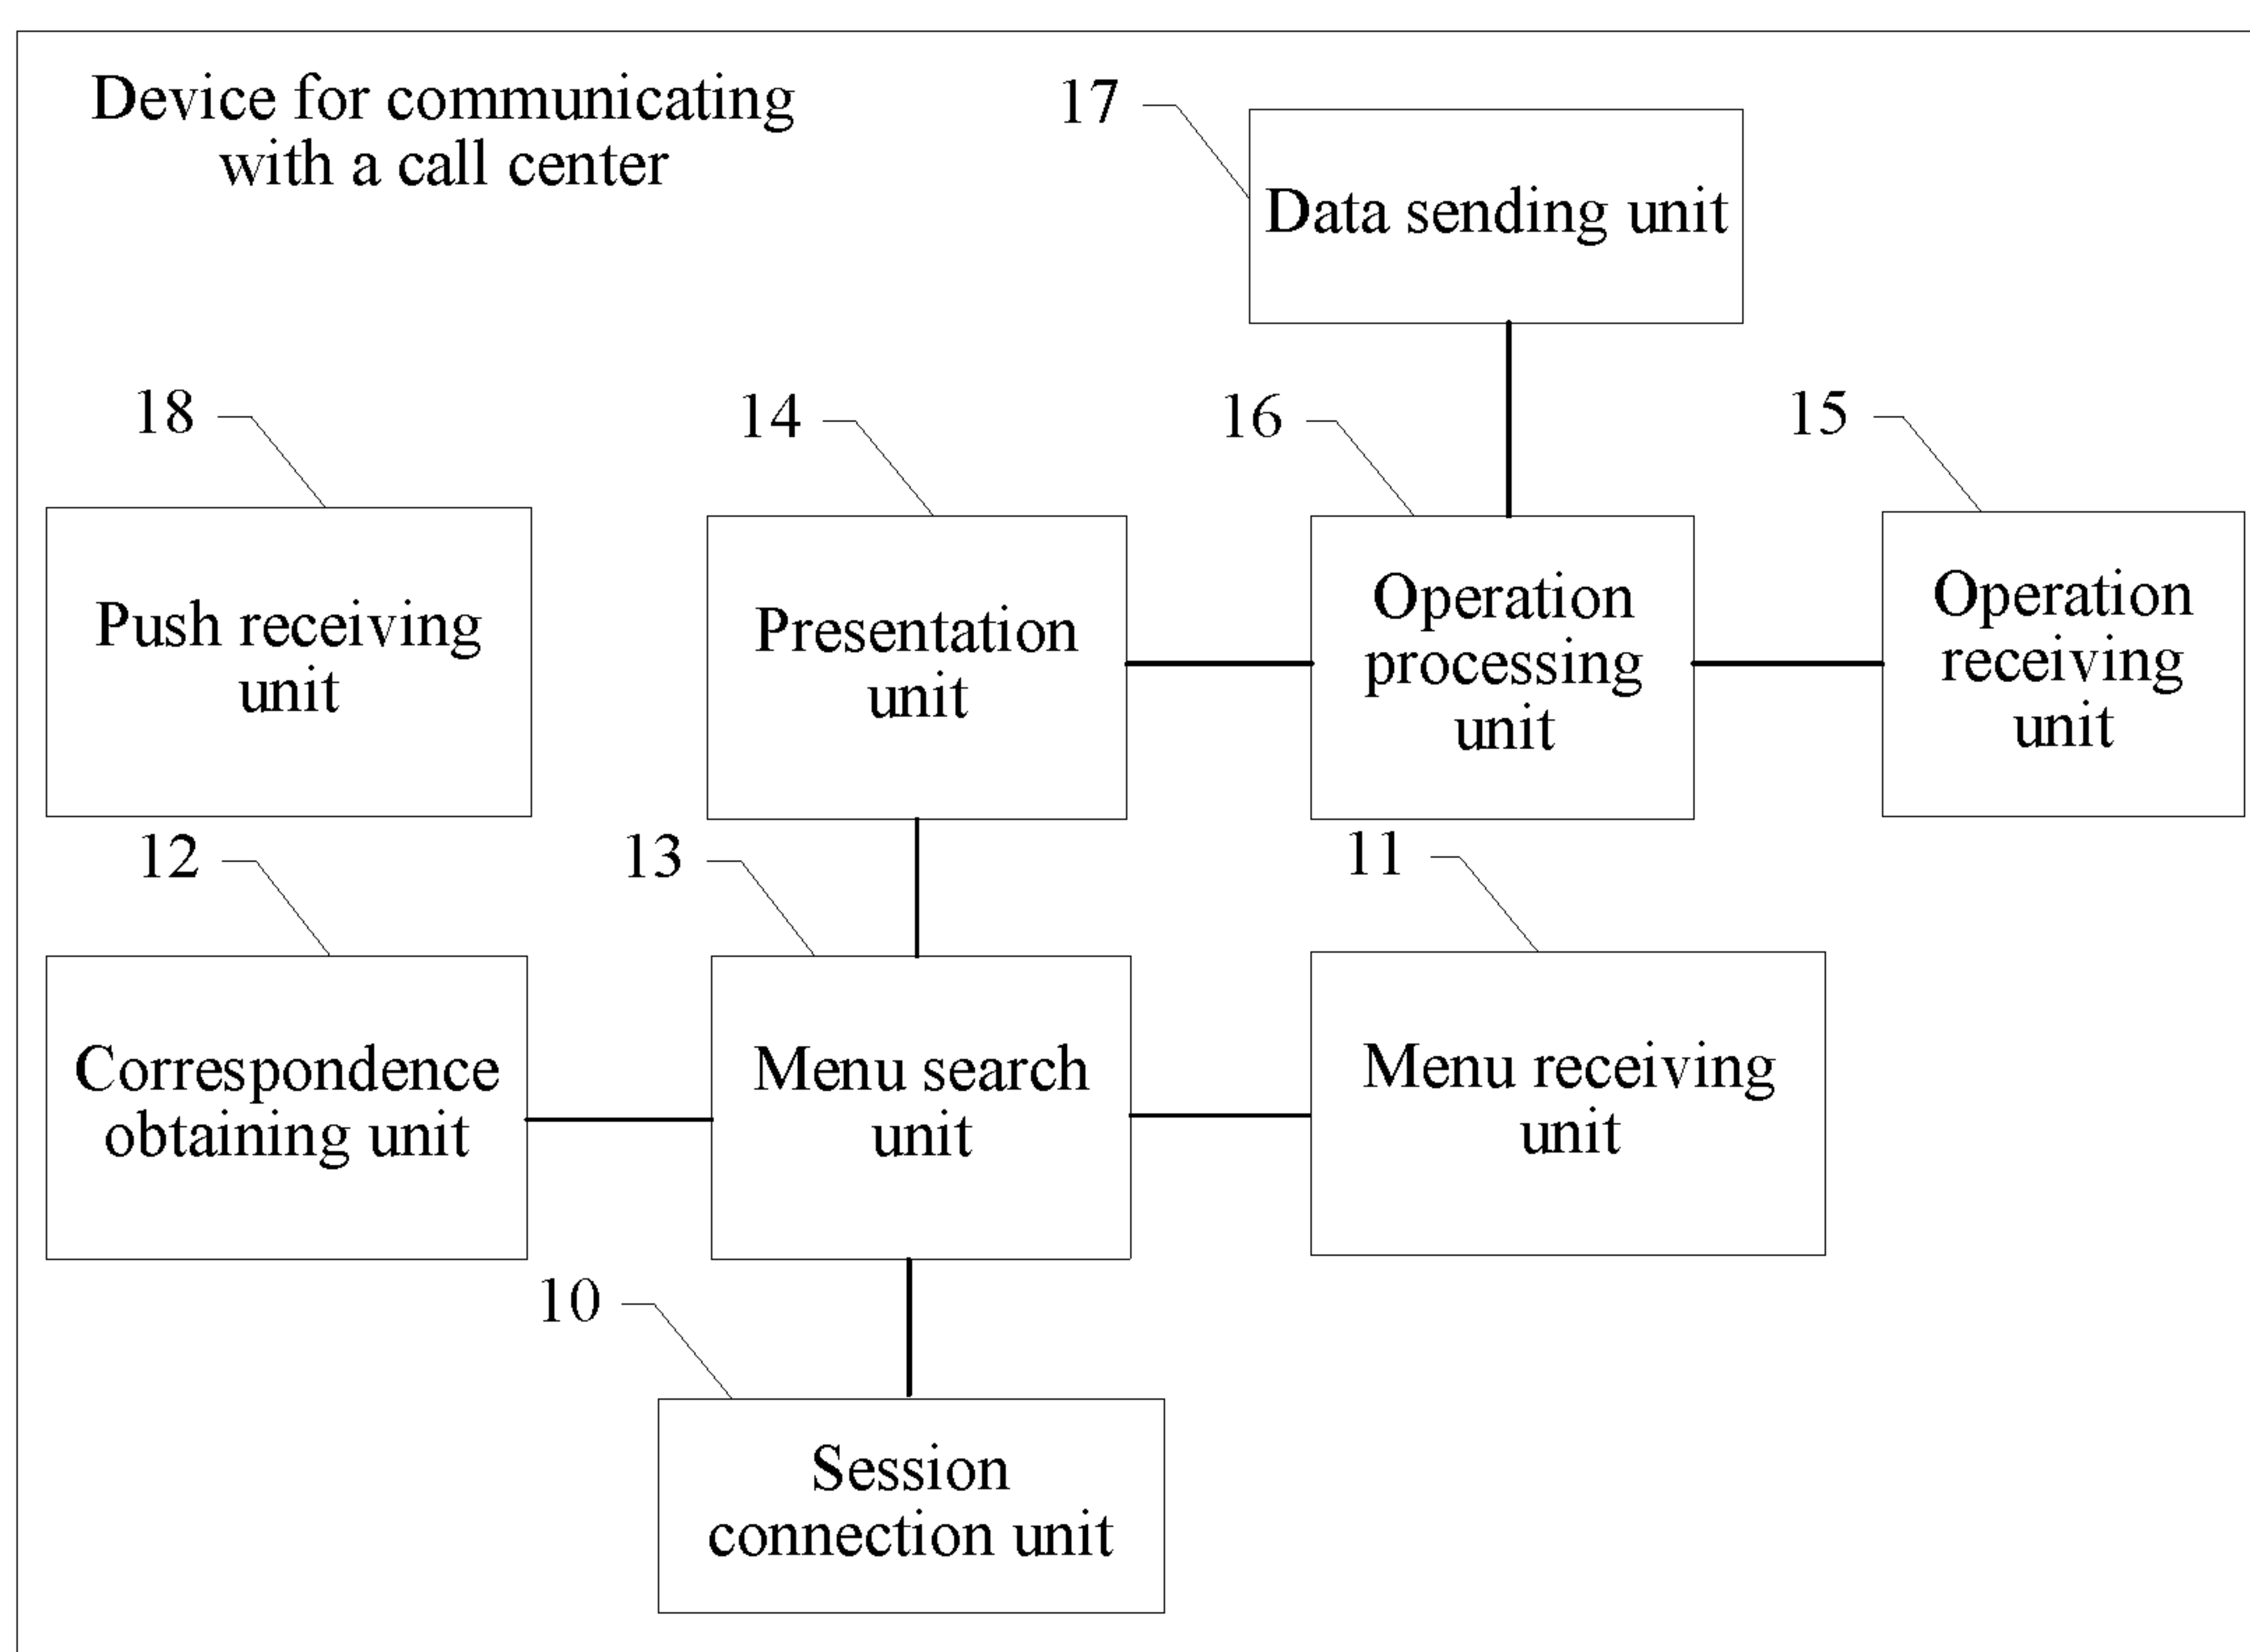 Device for communicating
with a call center
17
Data sending unit
18
14
16
15
Push receiving
unit
Presentation
unit
Operation
processing
unit
Operation
receiving
unit
12
13
11
Correspondence
obtaining unit
Menu search
unit
Menu receiving
unit
10
Session
connection unit